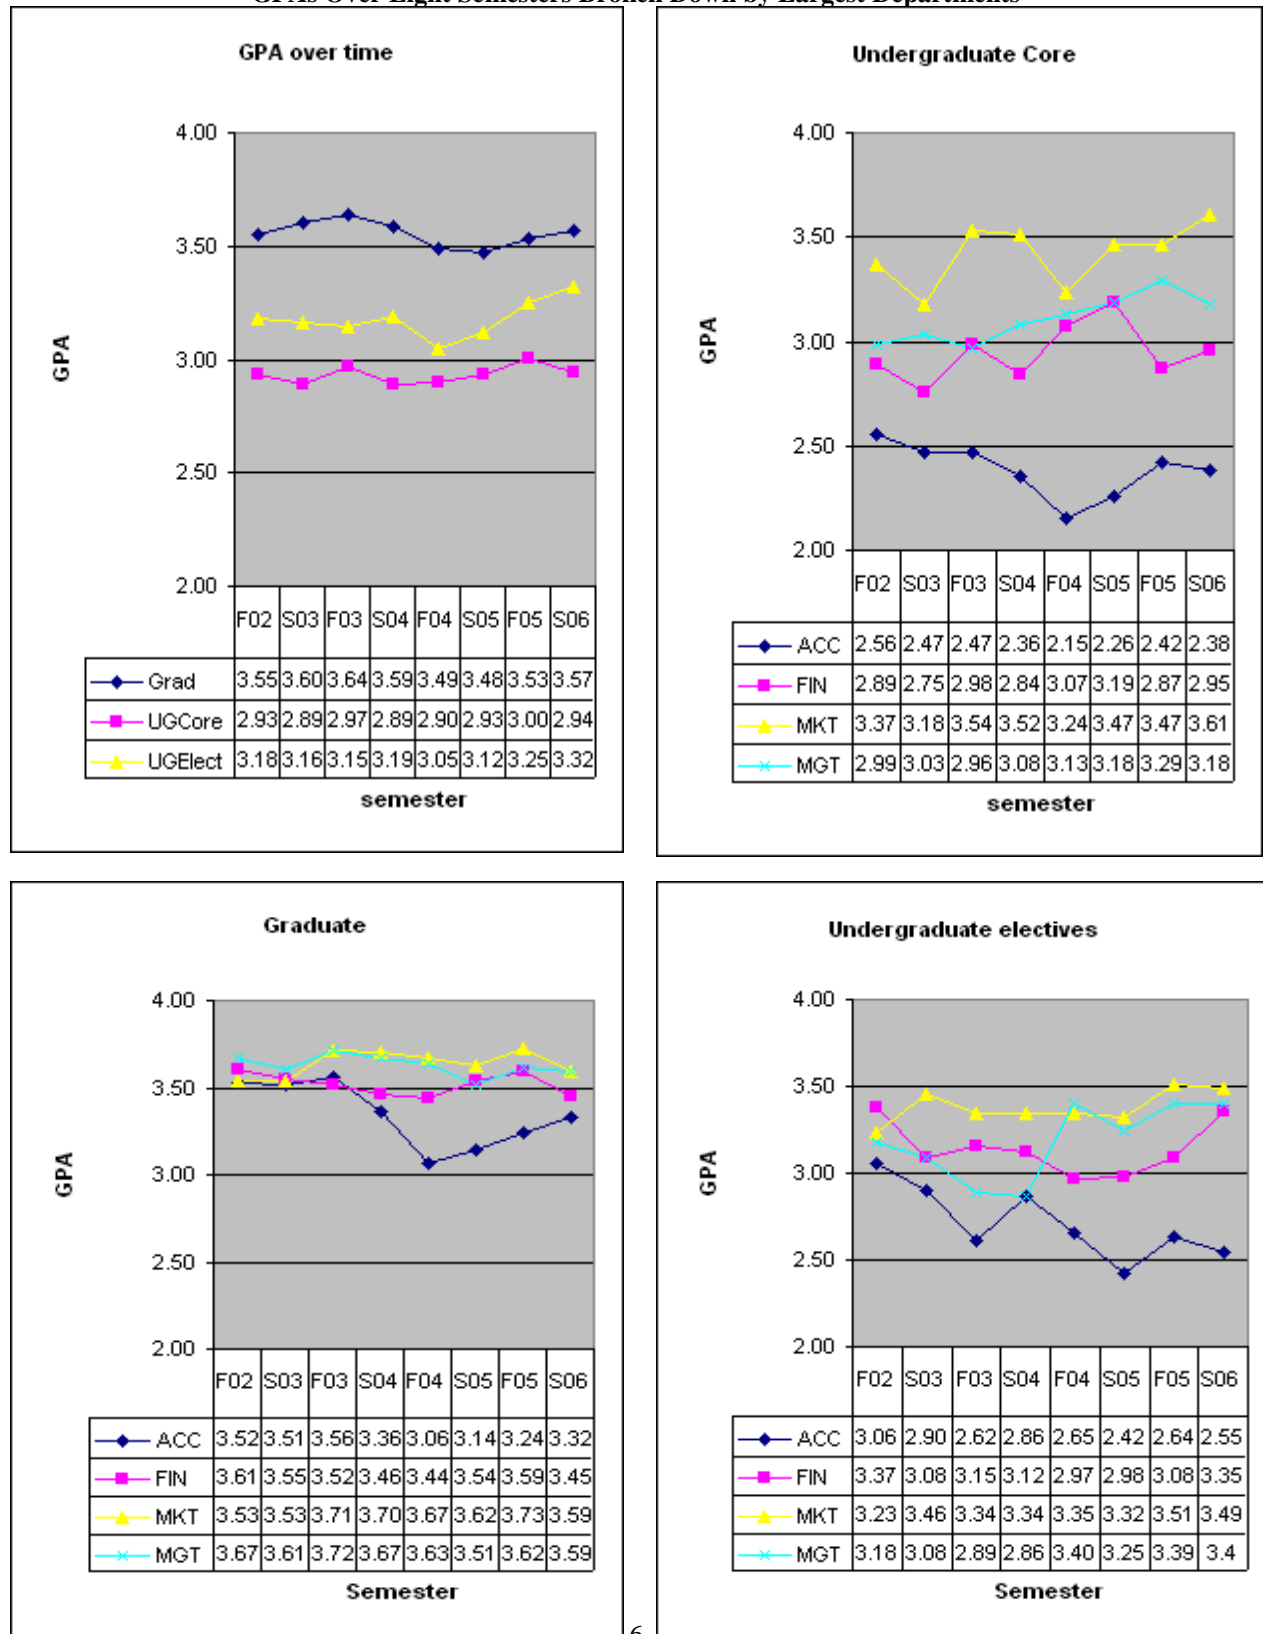 GPAs Over Eight Semesters Broken Down by Largest Departments
GPA over time
4.00
3.50
3.00
2.50
2.00
GPA
F02 S03 F03 S04 F04 S05 F05 S06
Grad 3.55 3.60 3.64 3.59 3.49 3.48 3.53 3.57
UGCore 2.93 2.89 2.97 2.89 2.90 2.93 3.00 2.94
UGElect 3.18 3.16 3.15 3.19 3.05 3.12 3.25 3.32
semester
Undergraduate Core
4.00
3.50
3.00
2.50
2.00
GPA
F02 S03 F03 S04 F04 S05 F05 S06
ACC 2.56 2.47 2.47 2.36 2.15 2.26 2.42 2.38
FIN 2.89 2.75 2.98 2.84 3.07 3.19 2.87 2.95
MKT 3.37 3.18 3.54 3.52 3.24 3.47 3.47 3.61
MGT 2.99 3.03 2.96 3.08 3.13 3.18 3.29 3.18
semester
Graduate
4.00
3.50
3.00
2.50
2.00
GPA
F02 S03 F03 S04 F04 S05 F05 S06
ACC 3.52 3.51 3.56 3.36 3.06 3.14 3.24 3.32
FIN 3.61 3.55 3.52 3.46 3.44 3.54 3.59 3.45
MKT 3.53 3.53 3.71 3.70 3.67 3.62 3.73 3.59
MGT 3.67 3.61 3.72 3.67 3.63 3.51 3.62 3.59
Semester
Undergraduate electives
4.00
3.50
3.00
2.50
2.00
GPA
F02 S03 F03 S04 F04 S05 F05 S06
ACC 3.06 2.90 2.62 2.86 2.65 2.42 2.64 2.55
FIN 3.37 3.08 3.15 3.12 2.97 2.98 3.08 3.35
MKT 3.23 3.46 3.34 3.34 3.35 3.32 3.51 3.49
MGT 3.18 3.08 2.89 2.86 3.40 3.25 3.39 3.4
Semester
6